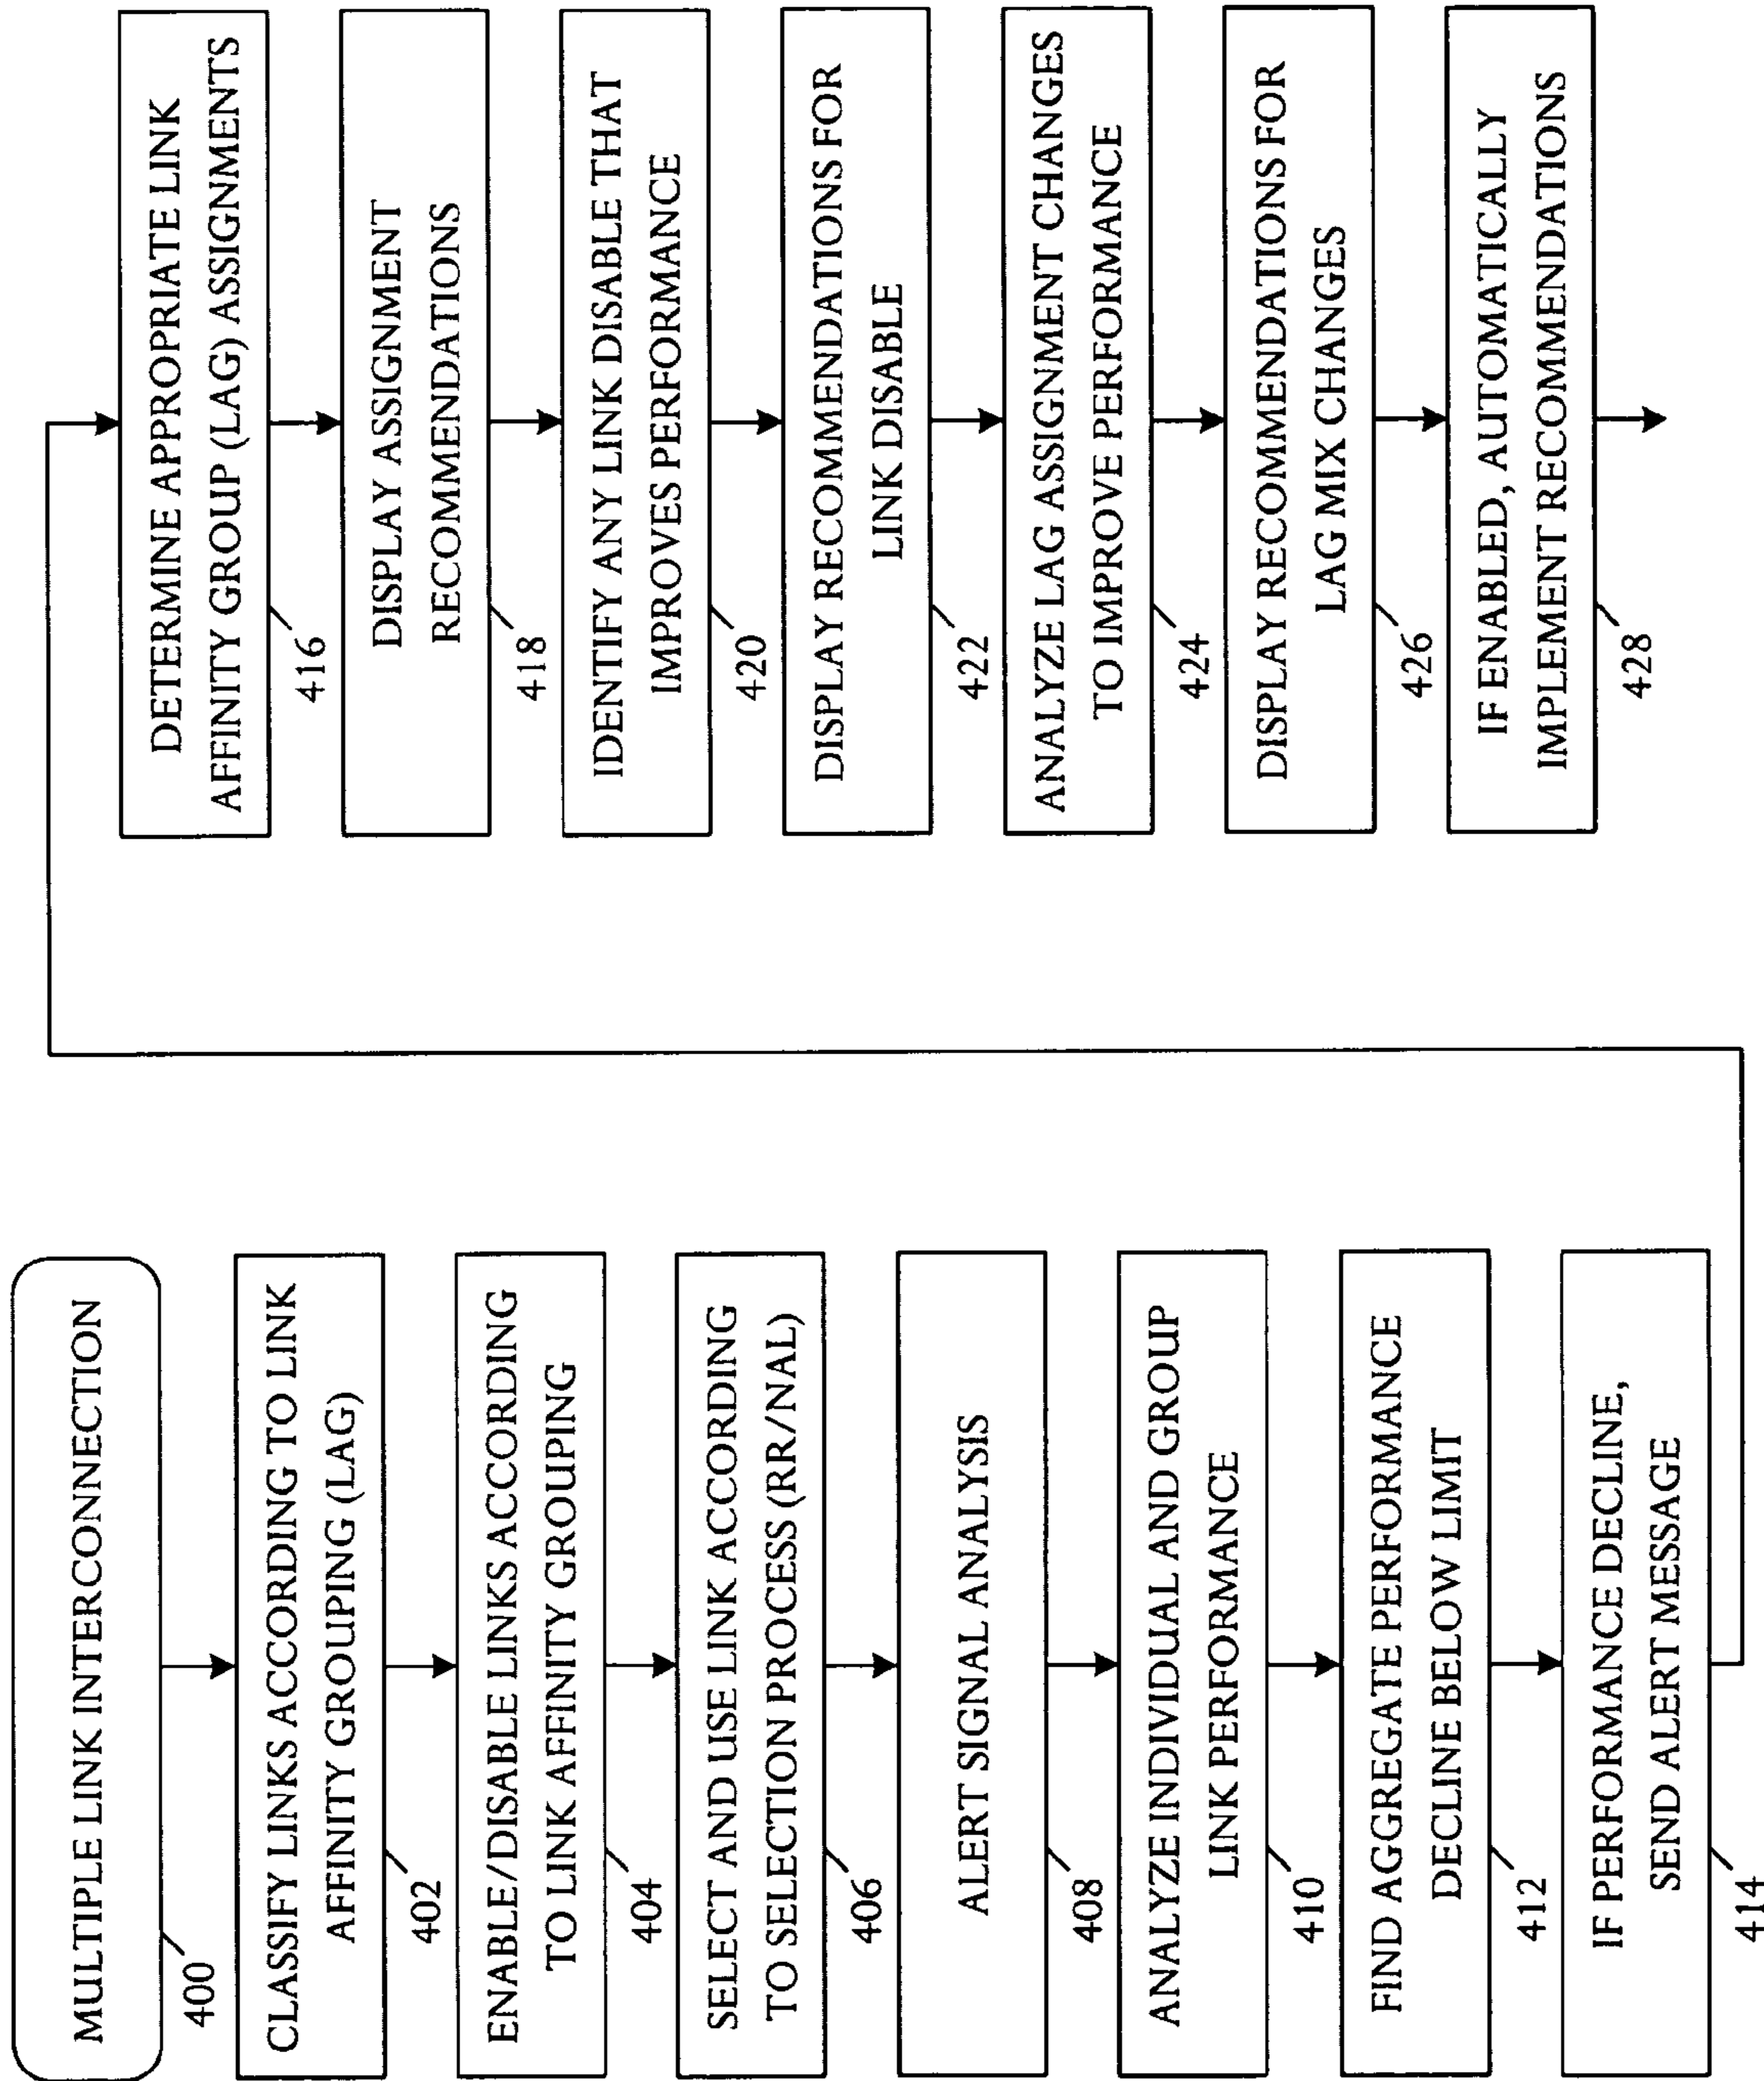 MULTIPLE LINK INTERCONNECTION
400
CLASSIFY LINKS ACCORDING TO LINK
AFFINITY GROUPING (LAG)
402
ENABLE/DISABLE LINKS ACCORDING
TO LINK AFFINITY GROUPING
404
SELECT AND USE LINK ACCORDING
TO SELECTION PROCESS (RR/NAL)
406
ALERT SIGNAL ANALYSIS
408
ANALYZE INDIVIDUAL AND GROUP
LINK PERFORMANCE
410
FIND AGGREGATE PERFORMANCE
DECLINE BELOW LIMIT
412
IF PERFORMANCE DECLINE,
SEND ALERT MESSAGE
414
DETERMINE APPROPRIATE LINK
AFFINITY GROUP (LAG) ASSIGNMENTS
416
DISPLAY ASSIGNMENT
RECOMMENDATIONS
418
IDENTIFY ANY LINK DISABLE THAT
IMPROVES PERFORMANCE
420
DISPLAY RECOMMENDATIONS FOR
LINK DISABLE
422
ANALYZE LAG ASSIGNMENT CHANGES
TO IMPROVE PERFORMANCE
424
DISPLAY RECOMMENDATIONS FOR
LAG MIX CHANGES
426
IF ENABLED, AUTOMATICALLY
IMPLEMENT RECOMMENDATIONS
428